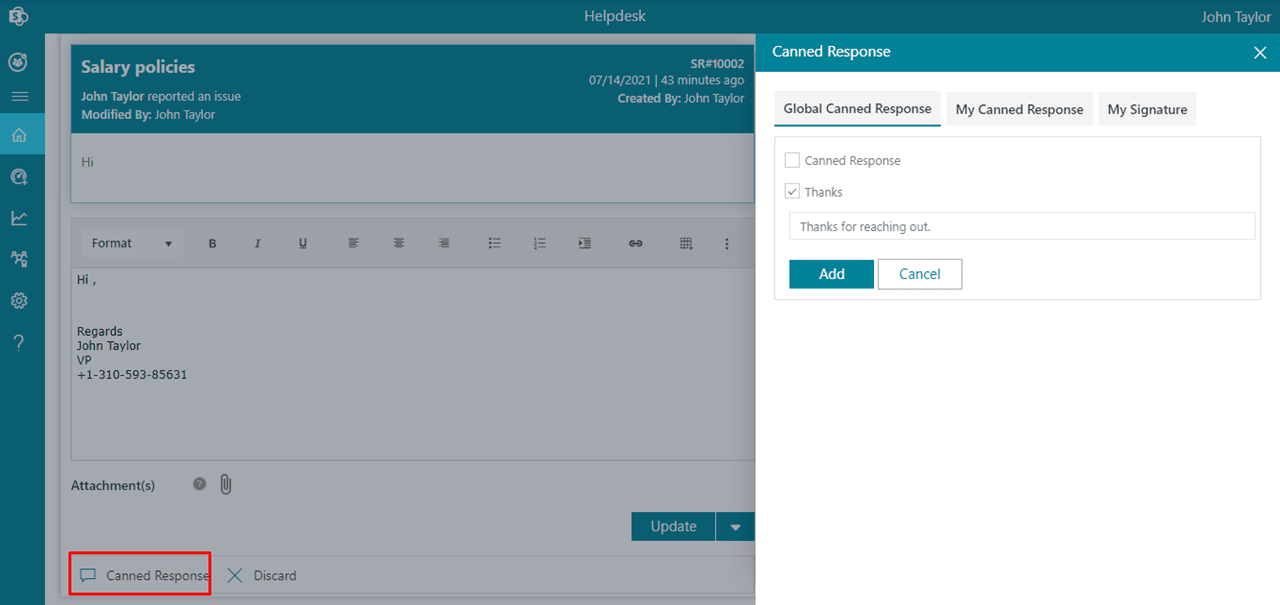 Helpdesk
John Taylor
Salary policies
SR#10002
07/14/2021 | 43 minutes ago
John Taylor reported an issue
Created By: John Taylor
Modified By: John Taylor
Hi
Format
B I U
Hi ,
Regards
John Taylor
VP
+1-310-593-85631
Attachment(s) ?
Update
Canned Response
Discard
Canned Response
Global Canned Response
My Canned Response
My Signature
Canned Response
Thanks
Thanks for reaching out.
Add
Cancel